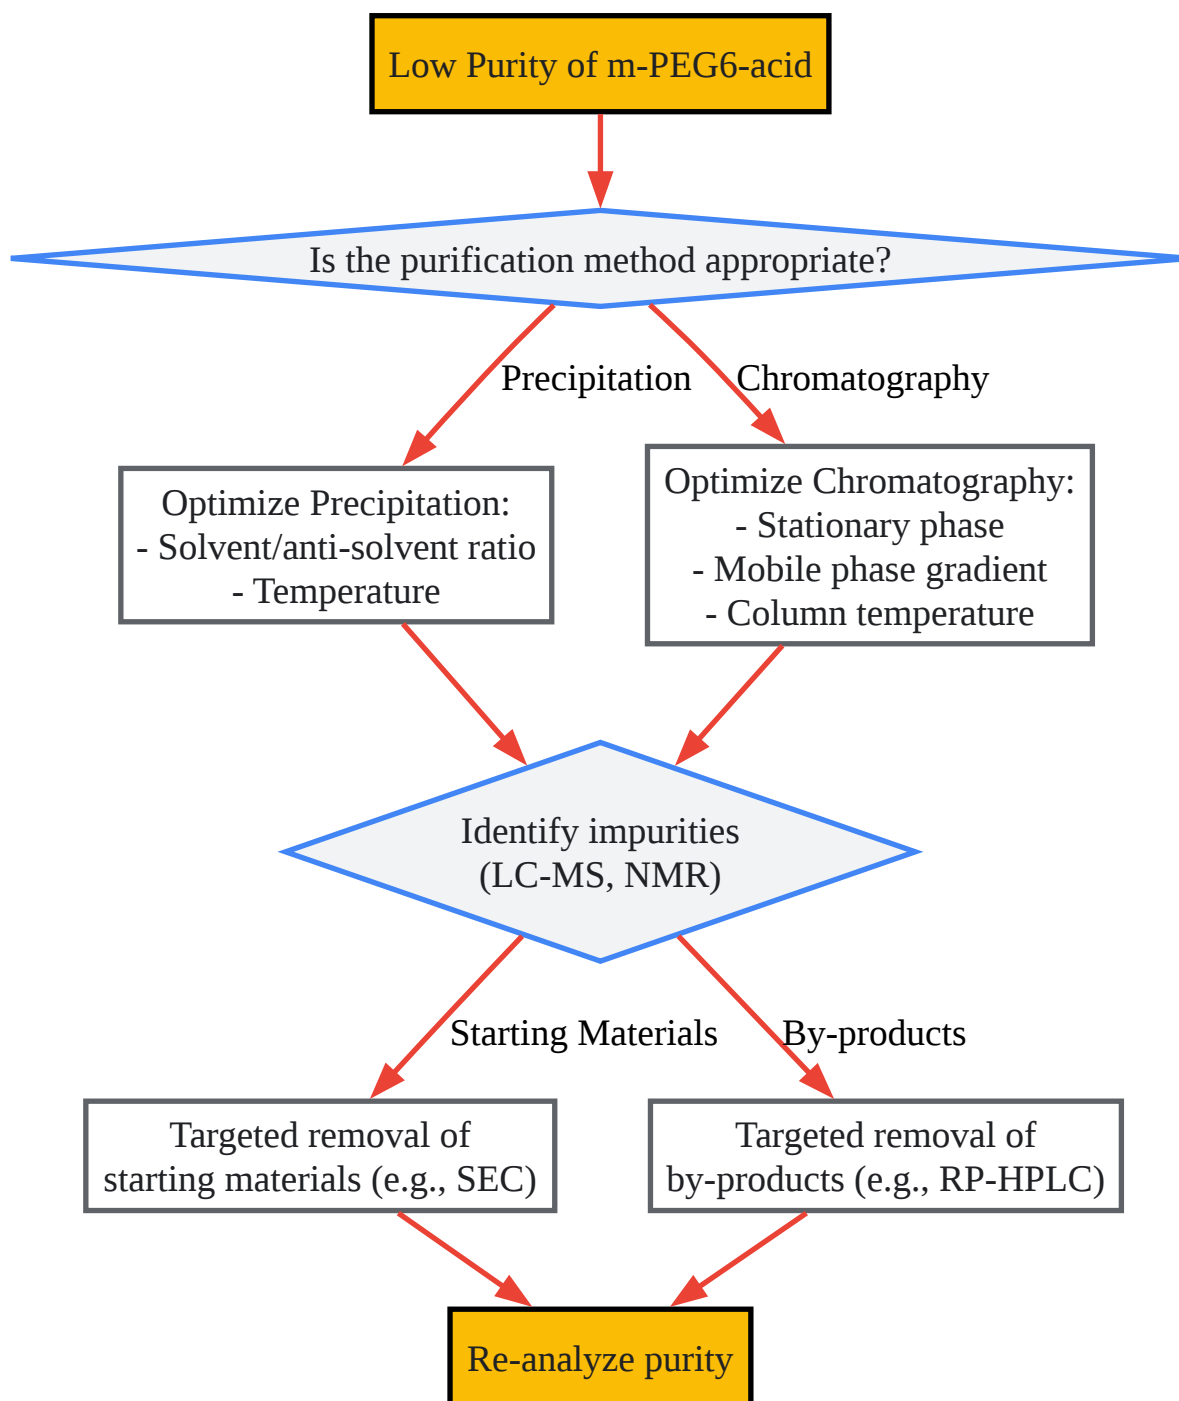 Low Purity of m-PEG6-acid
Is the purification method appropriate?
Precipitation
Chromatography
Optimize Precipitation:
- Solvent/anti-solvent ratio
- Temperature
Optimize Chromatography:
- Stationary phase
- Mobile phase gradient
- Column temperature
Identify impurities
(LC-MS, NMR)
Starting Materials
By-products
Targeted removal of
starting materials (e.g., SEC)
Targeted removal of
by-products (e.g., RP-HPLC)
Re-analyze purity